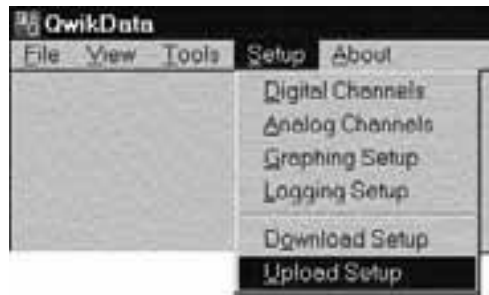 QwikData
File View Tools Setup About
Digital Channels
Analog Channels
Graphing Setup
Logging Setup
Download Setup
Upload Setup